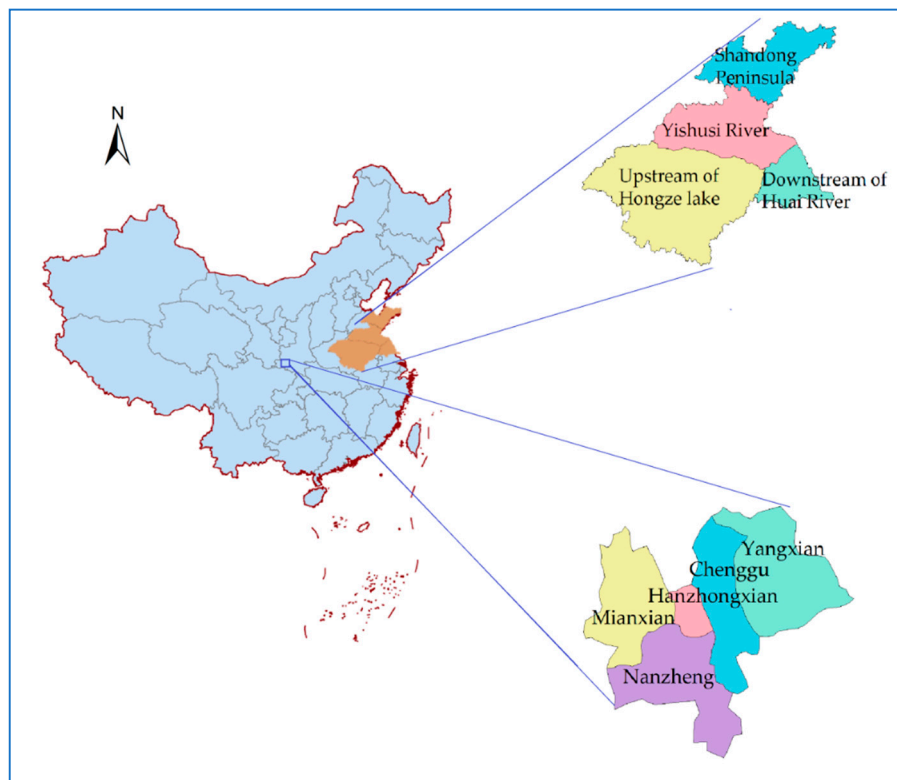 N
Shandong
Peninsula
Yishusi River
Upstream of
Hongze lake
Downstream of
Huai River
Yangxian
Chenggu
Hanzhongxian
Mianxian
Nanzheng